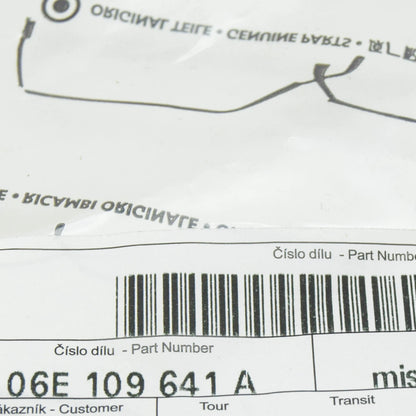 ORIGINAL TEILE • GENUINE PARTS •
• RICAMBI ORIGINALE •
Číslo dílu - Part Number
Číslo dílu - Part Number
06E 109 641 A
mis
Zákazník - Customer
Tour
Transit